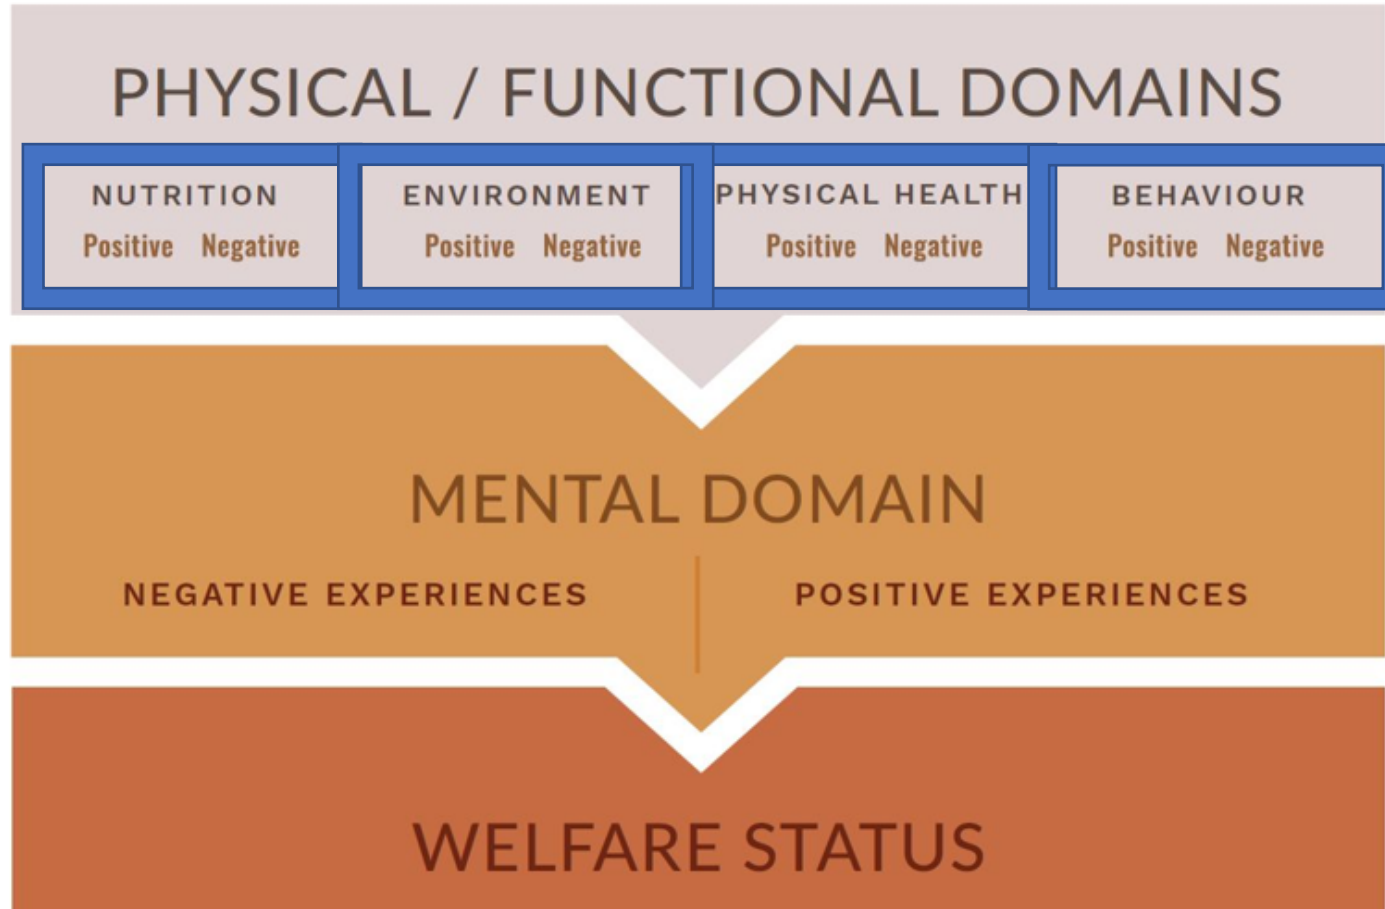 PHYSICAL / FUNCTIONAL DOMAINS
NUTRITION ENVIRONMENT PHYSICAL HEALTH BEHAVIOUR
Positive Negative Positive Negative Positive Negative Positive Negative
MENTAL DOMAIN
NEGATIVE EXPERIENCES POSITIVE EXPERIENCES
WELFARE STATUS